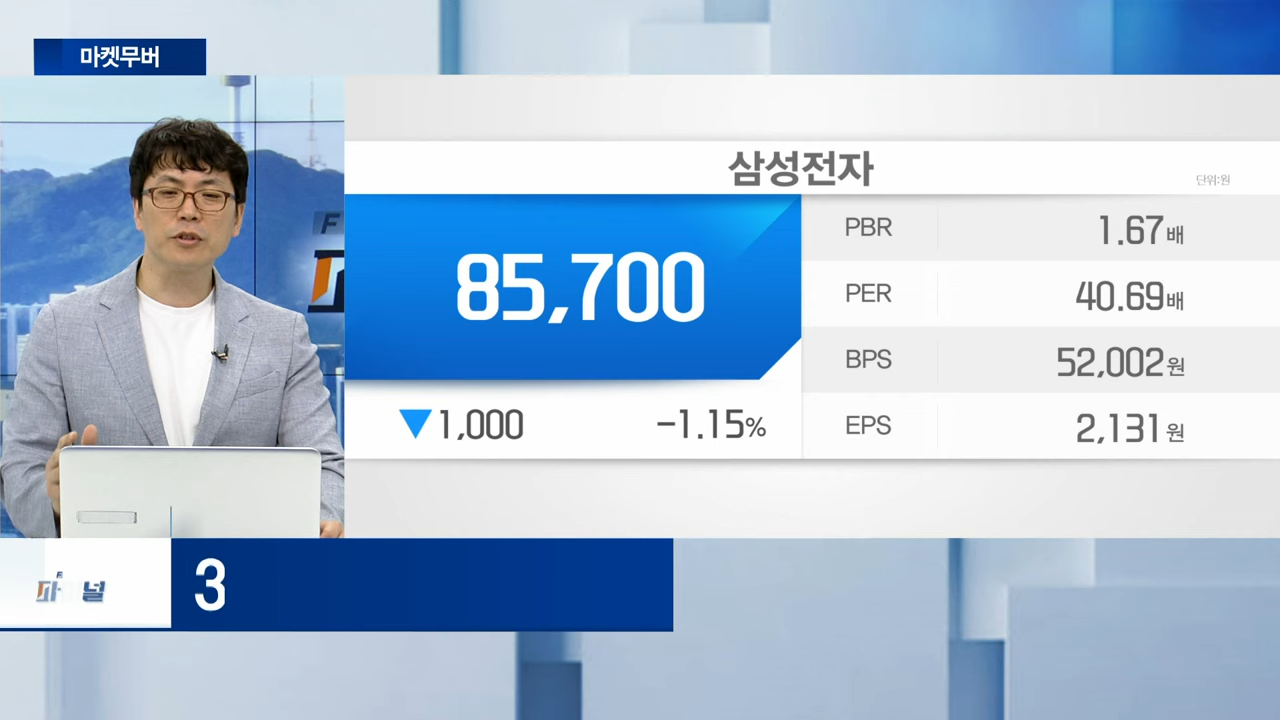 마켓무버
삼성전자
단위:원
85,700
▼1,000 -1.15%
PBR 1.67배
PER 40.69배
BPS 52,002원
EPS 2,131원
F
3